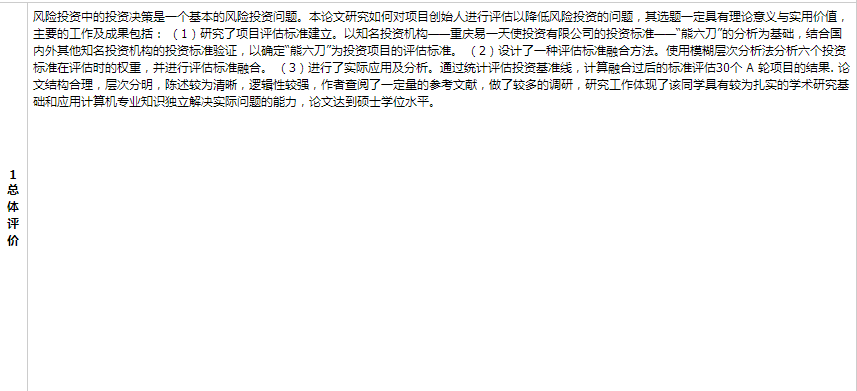 风险投资中的投资决策是一个基本的风险投资问题。本论文研究如何对项目创始人进行评估以降低风险投资的问题，其选题一定具有理论意义与实用价值，
主要的工作及成果包括：（1）研究了项目评估标准建立。以知名投资机构——重庆易一天使投资有限公司的投资标准——“能六刀”的分析为基础，结合国
内外其他知名投资机构的投资标准验证，以确定“能六刀”为投资项目的评估标准。（2）设计了一种评估标准融合方法。使用模糊层次分析法分析六个投资
标准在评估时的权重，并进行评估标准融合。（3）进行了实际应用及分析。通过统计评估投资基准线，计算融合过后的标准评估30个 A 轮项目的结果. 论
文结构合理，层次分明，陈述较为清晰，逻辑性较强，作者查阅了一定量的参考文献，做了较多的调研，研究工作体现了该同学具有较为扎实的学术研究基
础和应用计算机专业知识独立解决实际问题的能力，论文达到硕士学位水平。
1
总
体
评
价